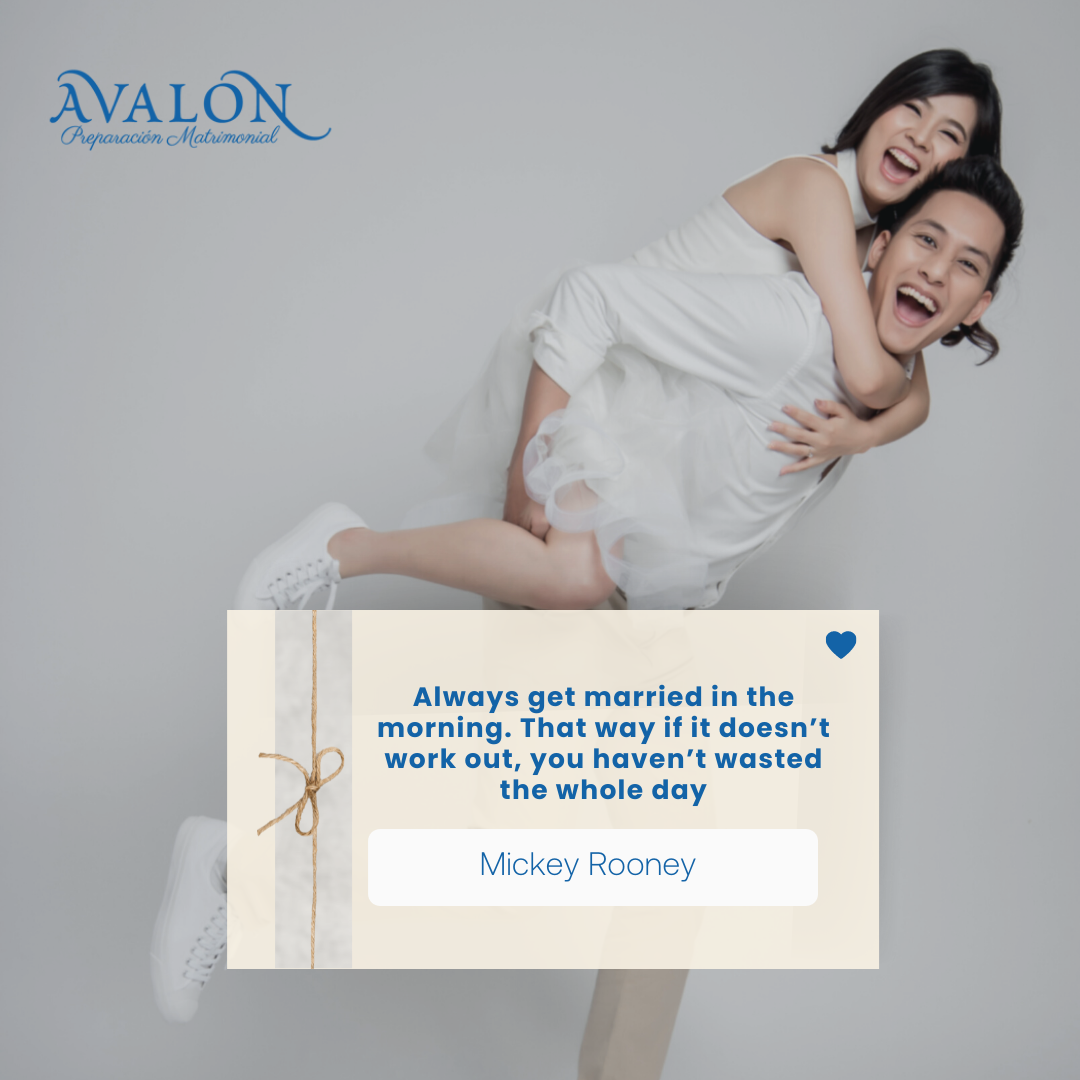 AVALON
Preparación Matrimonial
Always get married in the
morning. That way if it doesn’t
work out, you haven’t wasted
the whole day
Mickey Rooney